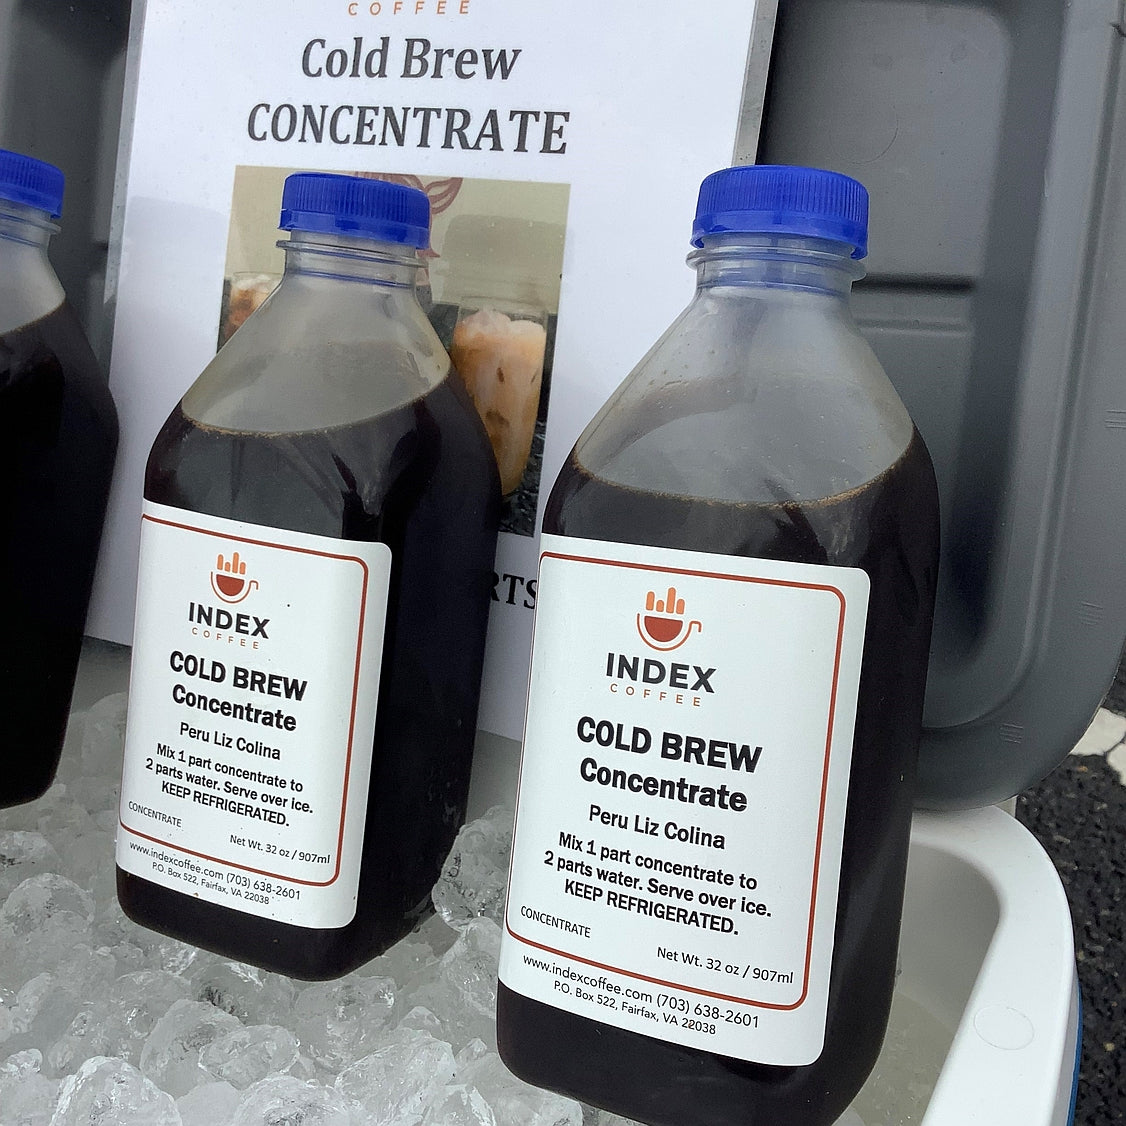 COFFEE
Cold Brew
CONCENTRATE
INDEX
COFFEE
COLD BREW
Concentrate
Peru Liz Colina
Mix 1 part concentrate to
2 parts water. Serve over ice.
KEEP REFRIGERATED.
CONCENTRATE
Net Wt. 32 oz / 907ml
www.indexcoffee.com (703) 638-2601
P.O. Box 522, Fairfax, VA 22038
INDEX
COFFEE
COLD BREW
Concentrate
Peru Liz Colina
Mix 1 part concentrate to
2 parts water. Serve over ice.
KEEP REFRIGERATED.
CONCENTRATE
Net Wt. 32 oz / 907ml
www.indexcoffee.com (703) 638-2601
P.O. Box 522, Fairfax, VA 22038